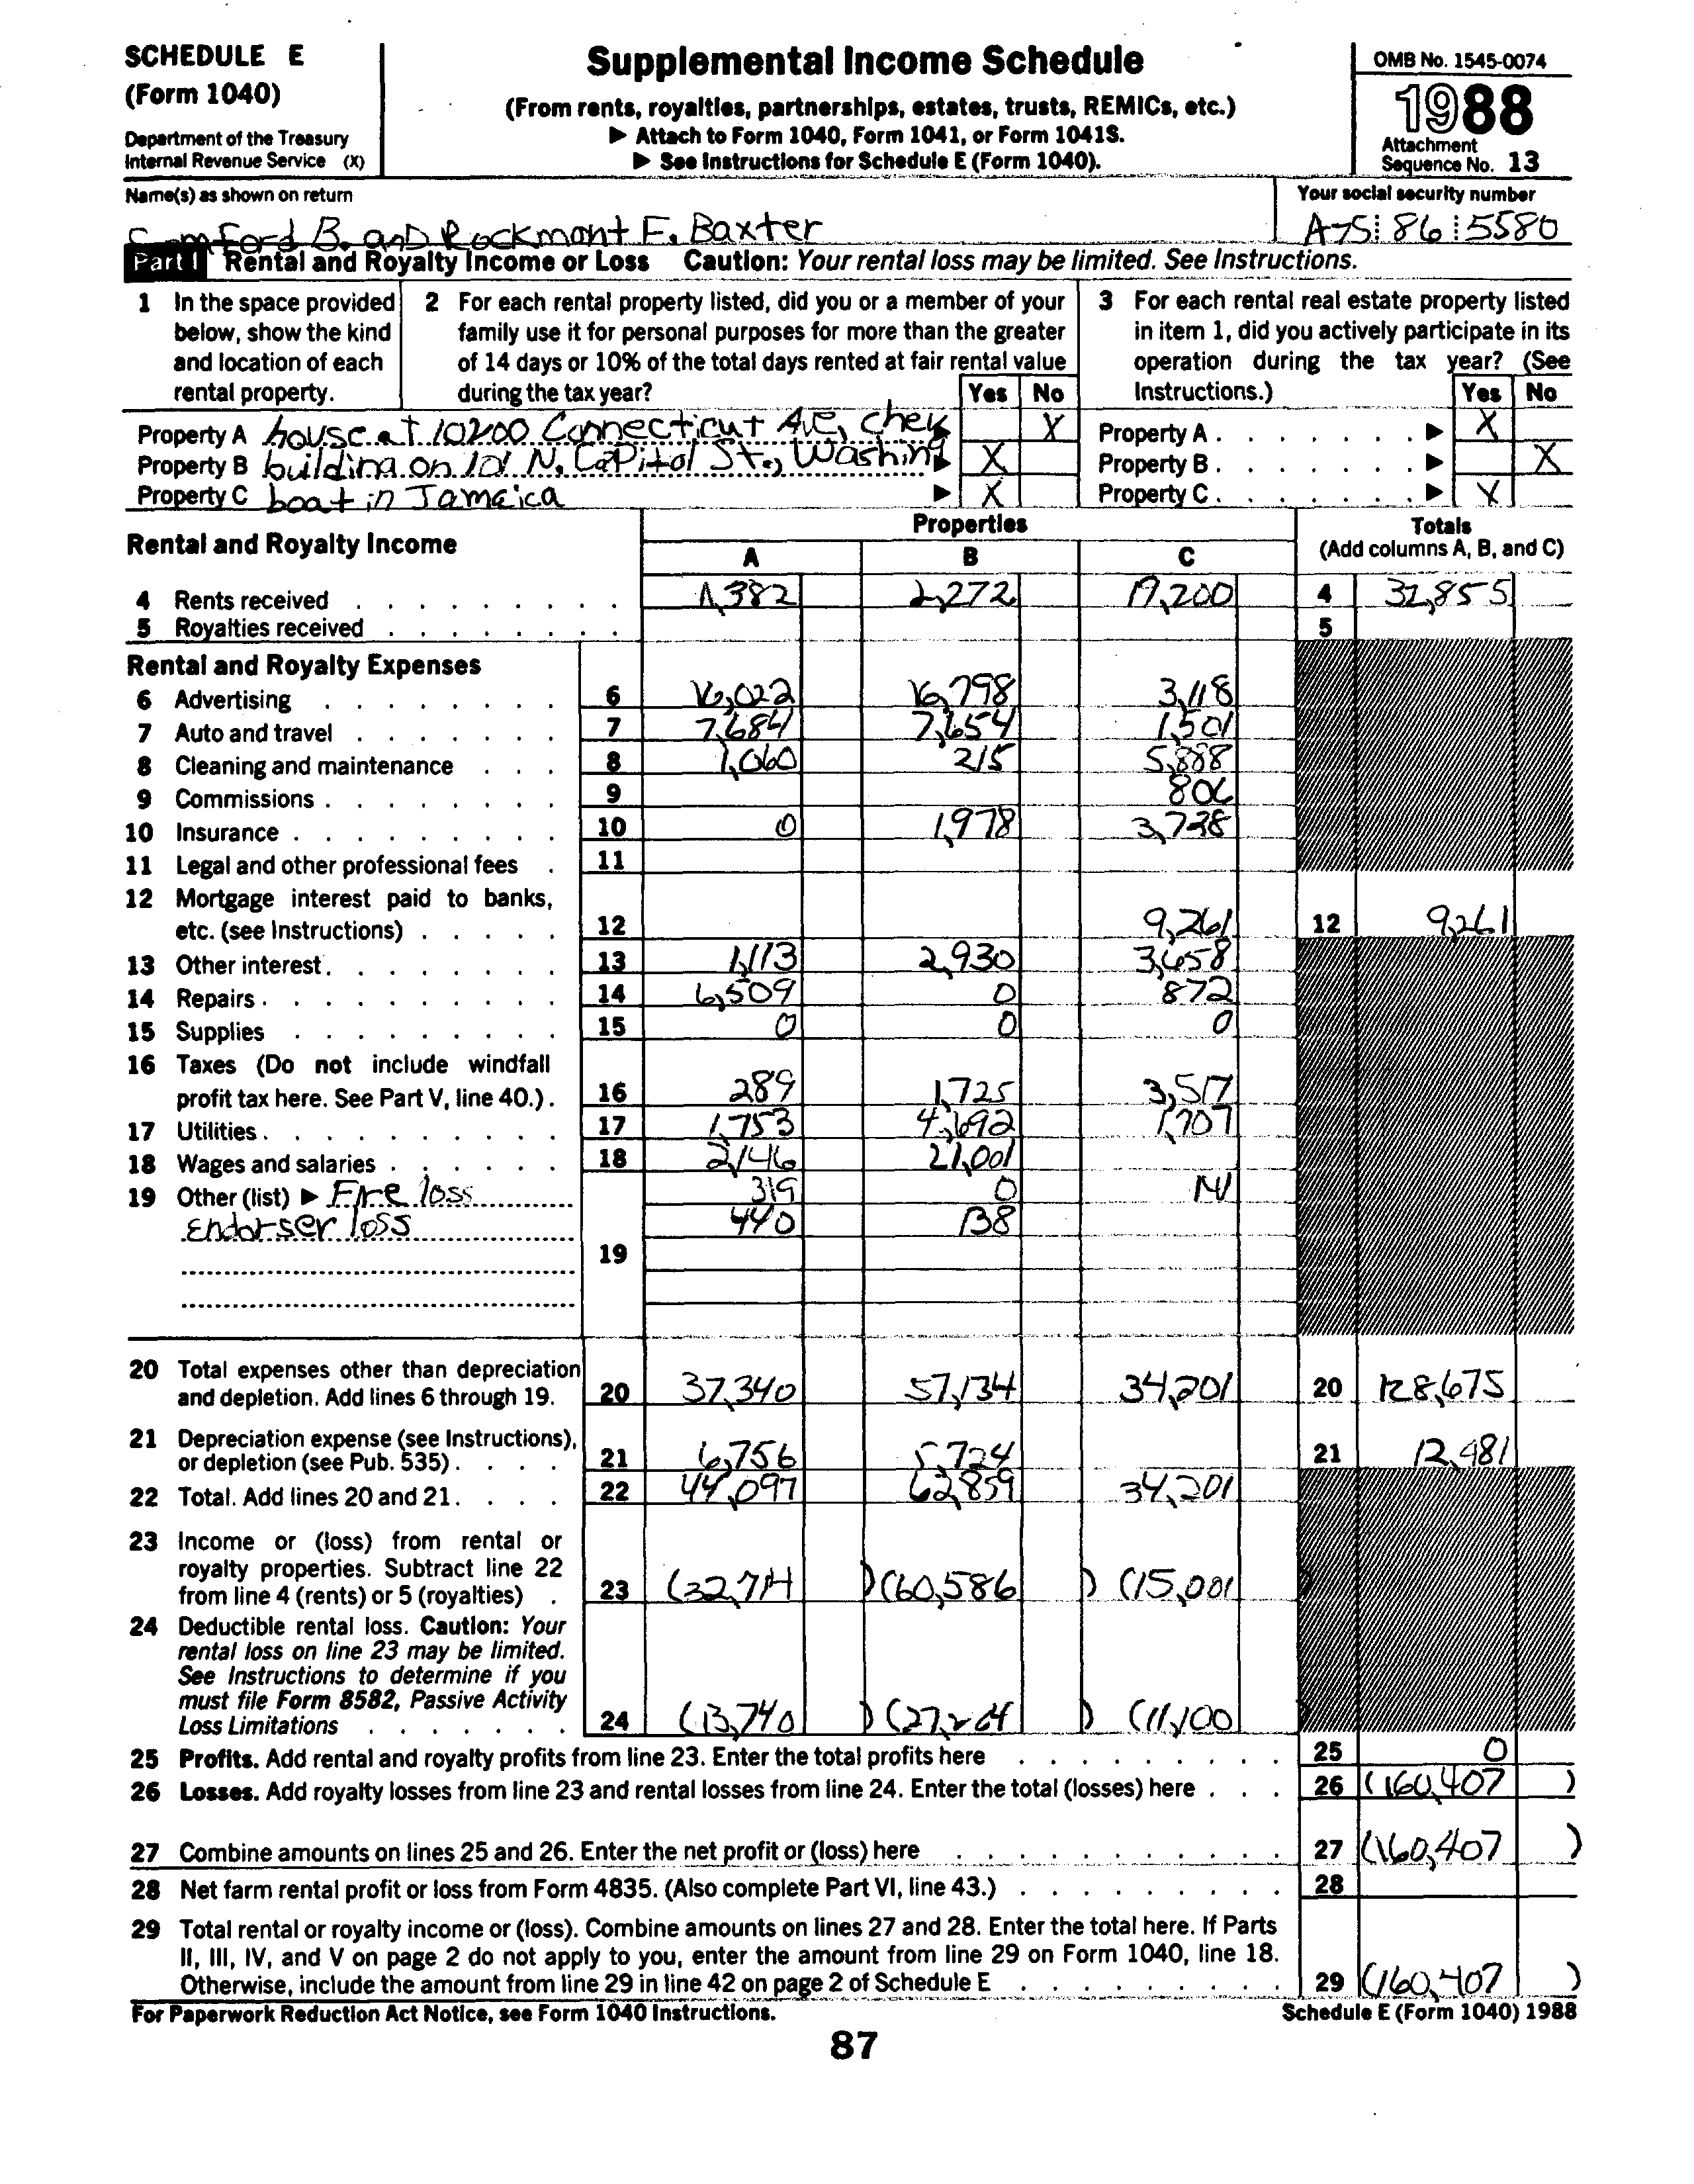 SCHEDULE E
(Form 1040)
Department of the Treasury
Internal Revenue Service (X)
Supplemental Income Schedule
(From rents, royalties, partnerships, estates, trusts, REMICs, etc.)
▶ Attach to Form 1040, Form 1041, or Form 1041S.
▶ See Instructions for Schedule E (Form 1040).
OMB No. 1545-0074
1988
Attachment
Sequence No. 13
Name(s) as shown on return
Your social security number
B. and Rockmont F. Baxter
86 5580
Part I Rental and Royalty Income or Loss Caution: Your rental loss may be limited. See Instructions.
1 In the space provided below, show the kind and location of each rental property.
2 For each rental property listed, did you or a member of your family use it for personal purposes for more than the greater of 14 days or 10% of the total days rented at fair rental value during the tax year?
Yes No
3 For each rental real estate property listed in item 1, did you actively participate in its operation during the tax year? (See Instructions.)
Yes No
Property A house at 10200 Connecticut Ave, chev ▶ X
Property A . . . . . . . ▶ X
Property B building on 101 N. Capitol St., Washin ▶ X
Property B . . . . . . . ▶ X
Property C boat in Jamaica ▶ X
Property C . . . . . . . ▶ X
Rental and Royalty Income
Properties
A B C
Totals
(Add columns A, B, and C)
4 Rents received 2,272 19,200 4 32,855
5 Royalties received 5
Rental and Royalty Expenses
6 Advertising 6 16,022 16,798 3,118
7 Auto and travel 7 7,684 7,654 1,501
8 Cleaning and maintenance 8 1,060 215 5,888
9 Commissions 9 806
10 Insurance 10 0 1,978 3,728
11 Legal and other professional fees 11
12 Mortgage interest paid to banks,
etc. (see Instructions) 12 9,261 12 9,261
13 Other interest 13 1,113 2,930 3,658
14 Repairs 14 6,509 0 872
15 Supplies 15 0 0 0
16 Taxes (Do not include windfall
profit tax here. See Part V, line 40.) 16 289 1,725 3,517
17 Utilities 17 1,753 4,692 1,707
18 Wages and salaries 18 2,146 21,001
19 Other (list) ▶ Fire loss 319 0
Endorser loss 440 138
19
20 Total expenses other than depreciation
and depletion. Add lines 6 through 19. 20 37,340 57,134 34,201 20 128,675
21 Depreciation expense (see Instructions),
or depletion (see Pub. 535) 21 6,756 5,724 21 12,481
22 Total. Add lines 20 and 21. 22 44,097 62,859 34,201
23 Income or (loss) from rental or
royalty properties. Subtract line 22
from line 4 (rents) or 5 (royalties) 23 (32,714 ) (60,586 ) (15,001 )
24 Deductible rental loss. Caution: Your
rental loss on line 23 may be limited.
See Instructions to determine if you
must file Form 8582, Passive Activity
Loss Limitations 24 (13,740 ) ) (11,100 )
25 Profits. Add rental and royalty profits from line 23. Enter the total profits here 25 0
26 Losses. Add royalty losses from line 23 and rental losses from line 24. Enter the total (losses) here 26 (160,407 )
27 Combine amounts on lines 25 and 26. Enter the net profit or (loss) here 27 (160,407 )
28 Net farm rental profit or loss from Form 4835. (Also complete Part VI, line 43.) 28
29 Total rental or royalty income or (loss). Combine amounts on lines 27 and 28. Enter the total here. If Parts
II, III, IV, and V on page 2 do not apply to you, enter the amount from line 29 on Form 1040, line 18.
Otherwise, include the amount from line 29 in line 42 on page 2 of Schedule E 29 (160,407 )
For Paperwork Reduction Act Notice, see Form 1040 Instructions.
Schedule E (Form 1040) 1988
87